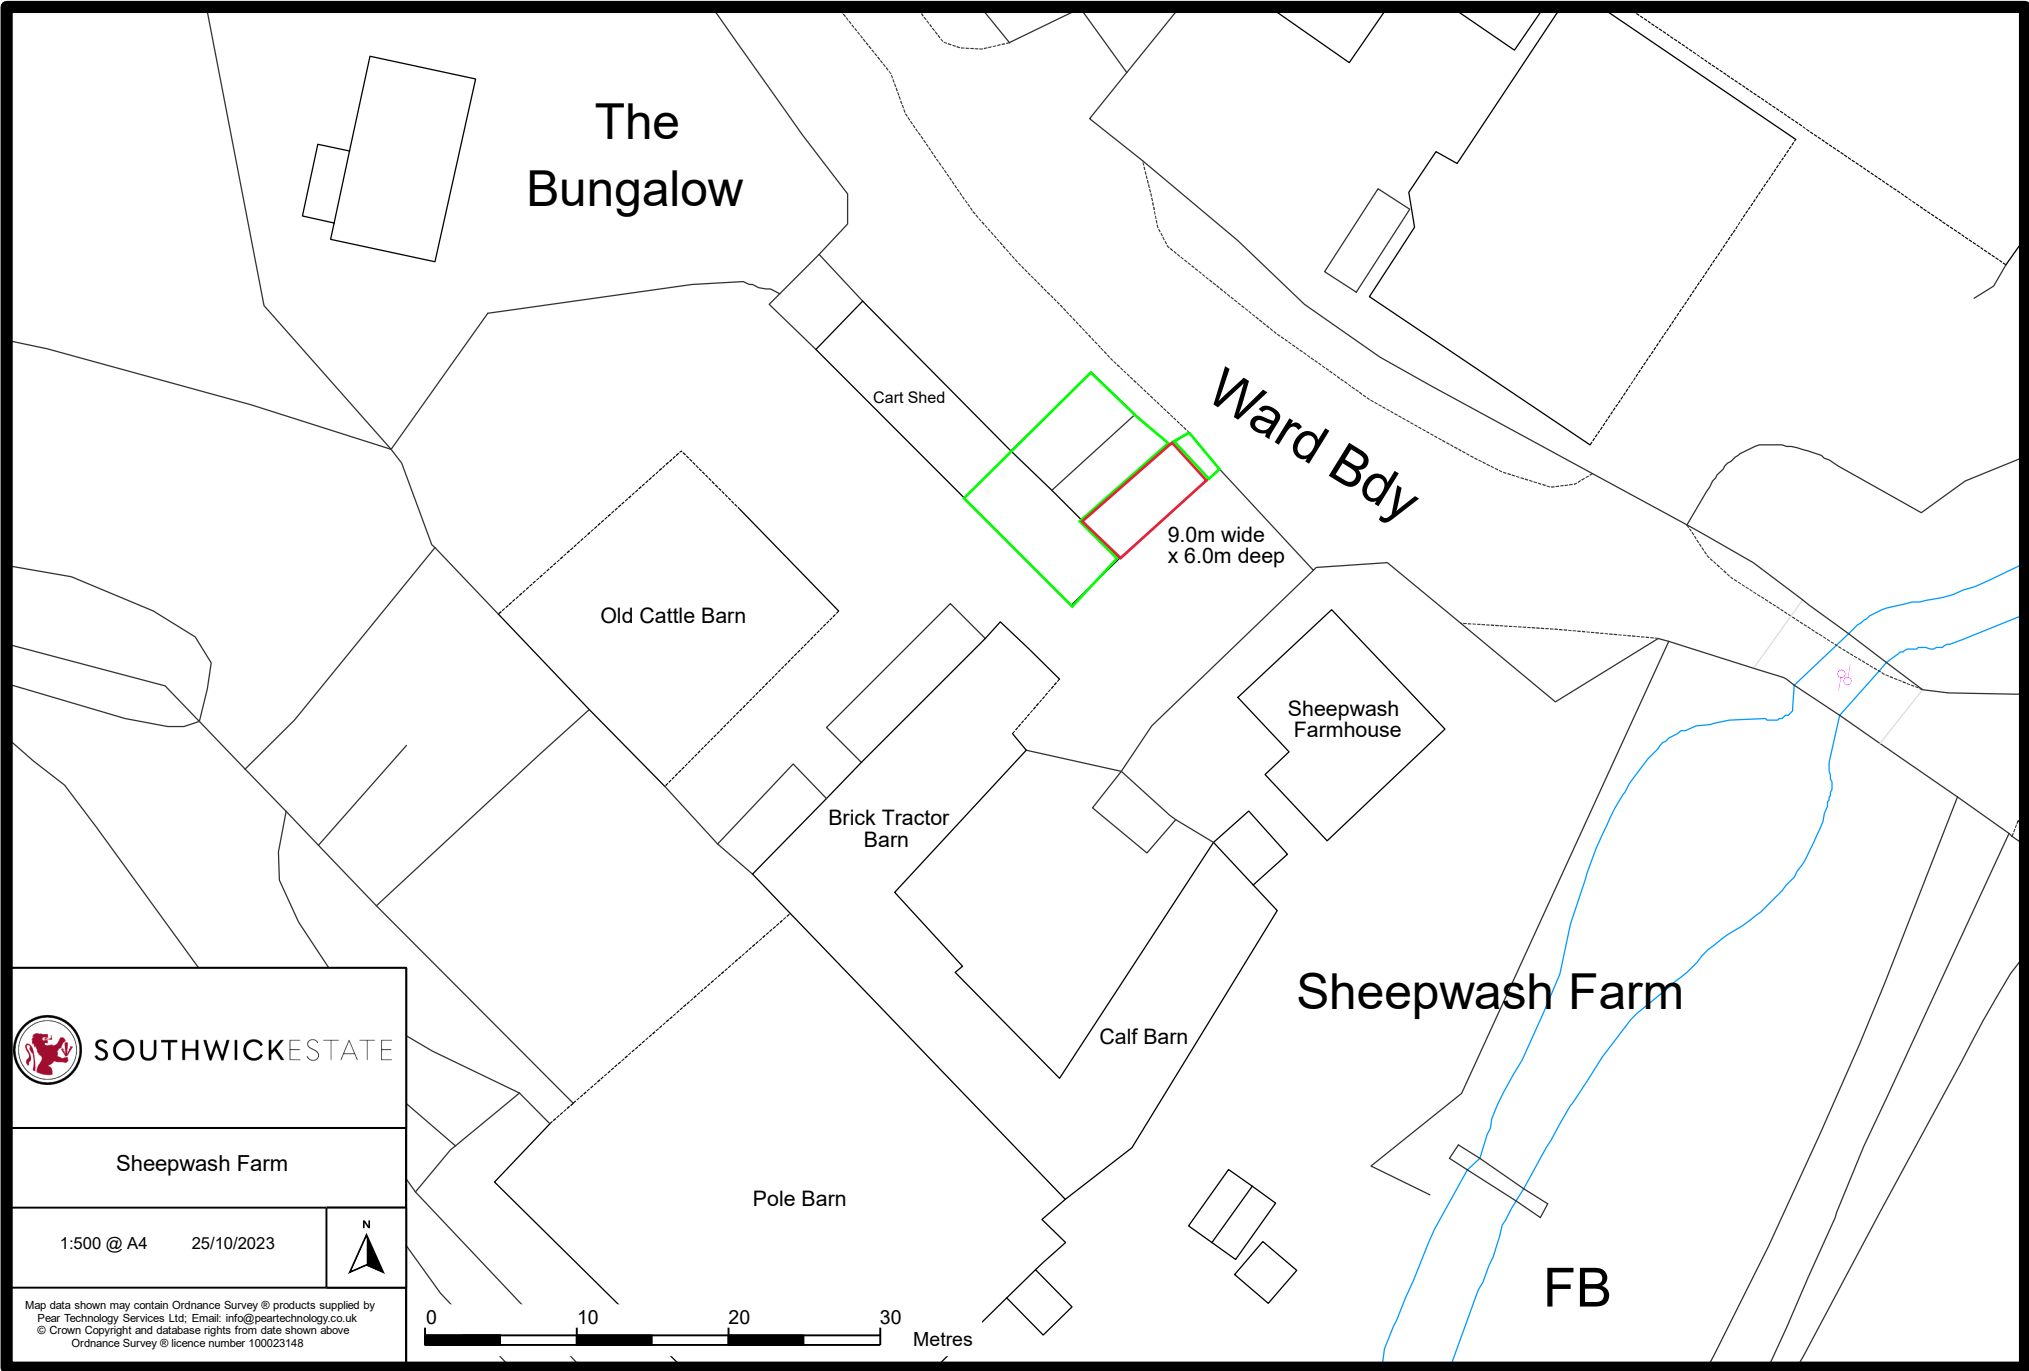 The
Bungalow
Cart Shed
Ward Bdy
9.0m wide
x 6.0m deep
Old Cattle Barn
Sheepwash
Farmhouse
Brick Tractor
Barn
Sheepwash Farm
Calf Barn
SOUTHWICKESTATE
Sheepwash Farm
Pole Barn
N
1:500 @ A4 25/10/2023
FB
Map data shown may contain Ordnance Survey ® products supplied by
Pear Technology Services Ltd; Email: info@peartechnology.co.uk
© Crown Copyright and database rights from date shown above
Ordnance Survey ® licence number 100023148
0 10 20 30
Metres